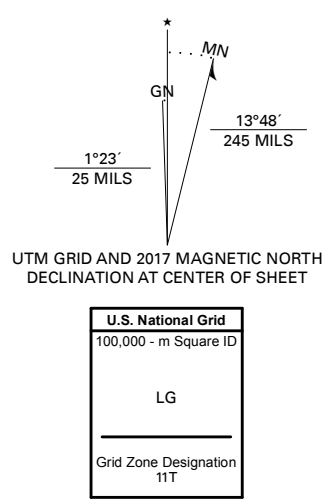 ★
MN
GN
13°48´
245 MILS
1°23´
25 MILS
UTM GRID AND 2017 MAGNETIC NORTH
DECLINATION AT CENTER OF SHEET
U.S. National Grid
100,000 - m Square ID
LG
Grid Zone Designation
11T